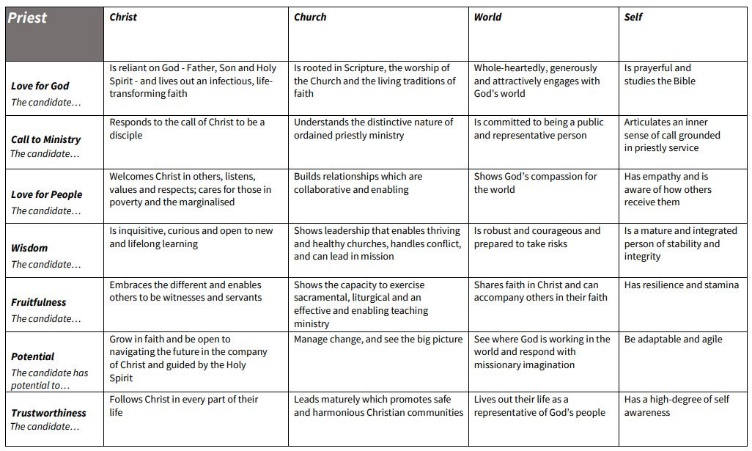 Priest
Christ
Church
World
Self
Love for God
The candidate…
Is reliant on God - Father, Son and Holy
Spirit - and lives out an infectious, life-
transforming faith
Is rooted in Scripture, the worship of
the Church and the living traditions of
faith
Whole-heartedly, generously
and attractively engages with
God's world
Is prayerful and
studies the Bible
Call to Ministry
The candidate…
Responds to the call of Christ to be a
disciple
Understands the distinctive nature of
ordained priestly ministry
Is committed to being a public
and representative person
Articulates an inner
sense of call grounded
in priestly service
Love for People
The candidate…
Welcomes Christ in others, listens,
values and respects; cares for those in
poverty and the marginalised
Builds relationships which are
collaborative and enabling
Shows God's compassion for
the world
Has empathy and is
aware of how others
receive them
Wisdom
The candidate…
Is inquisitive, curious and open to new
and lifelong learning
Shows leadership that enables thriving
and healthy churches, handles conflict,
and can lead in mission
Is robust and courageous and
prepared to take risks
Is a mature and integrated
person of stability and
integrity
Fruitfulness
The candidate…
Embraces the different and enables
others to be witnesses and servants
Shows the capacity to exercise
sacramental, liturgical and an
effective and enabling teaching
ministry
Shares faith in Christ and can
accompany others in their faith
Has resilience and stamina
Potential
The candidate has
potential to…
Grow in faith and be open to
navigating the future in the company
of Christ and guided by the Holy
Spirit
Manage change, and see the big picture
See where God is working in the
world and respond with
missionary imagination
Be adaptable and agile
Trustworthiness
The candidate…
Follows Christ in every part of their
life
Leads maturely which promotes safe
and harmonious Christian communities
Lives out their life as a
representative of God's people
Has a high-degree of self
awareness